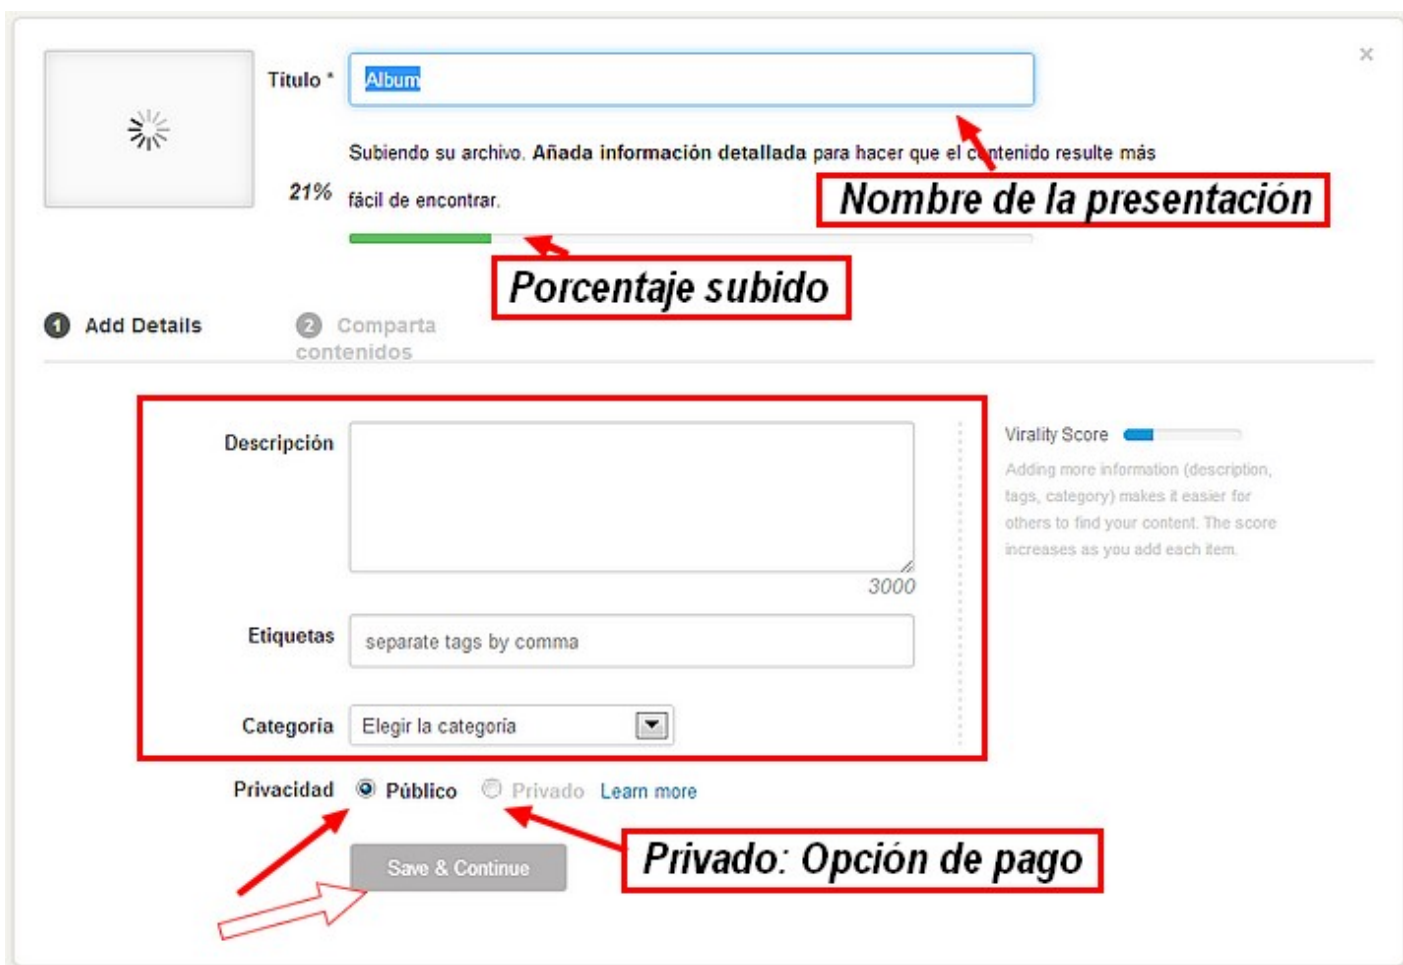 ×
Título * Album
Subiendo su archivo. Añada información detallada para hacer que el contenido resulte más
21% fácil de encontrar.
Nombre de la presentación
Porcentaje subido
1 Add Details
2 Comparta
contenidos
Descripción
3000
Etiquetas separate tags by comma
Categoría Elegir la categoría
Virality Score
Adding more information (description,
tags, category) makes it easier for
others to find your content. The score
increases as you add each item.
Privacidad Público Privado Learn more
Privado: Opción de pago
Save & Continue